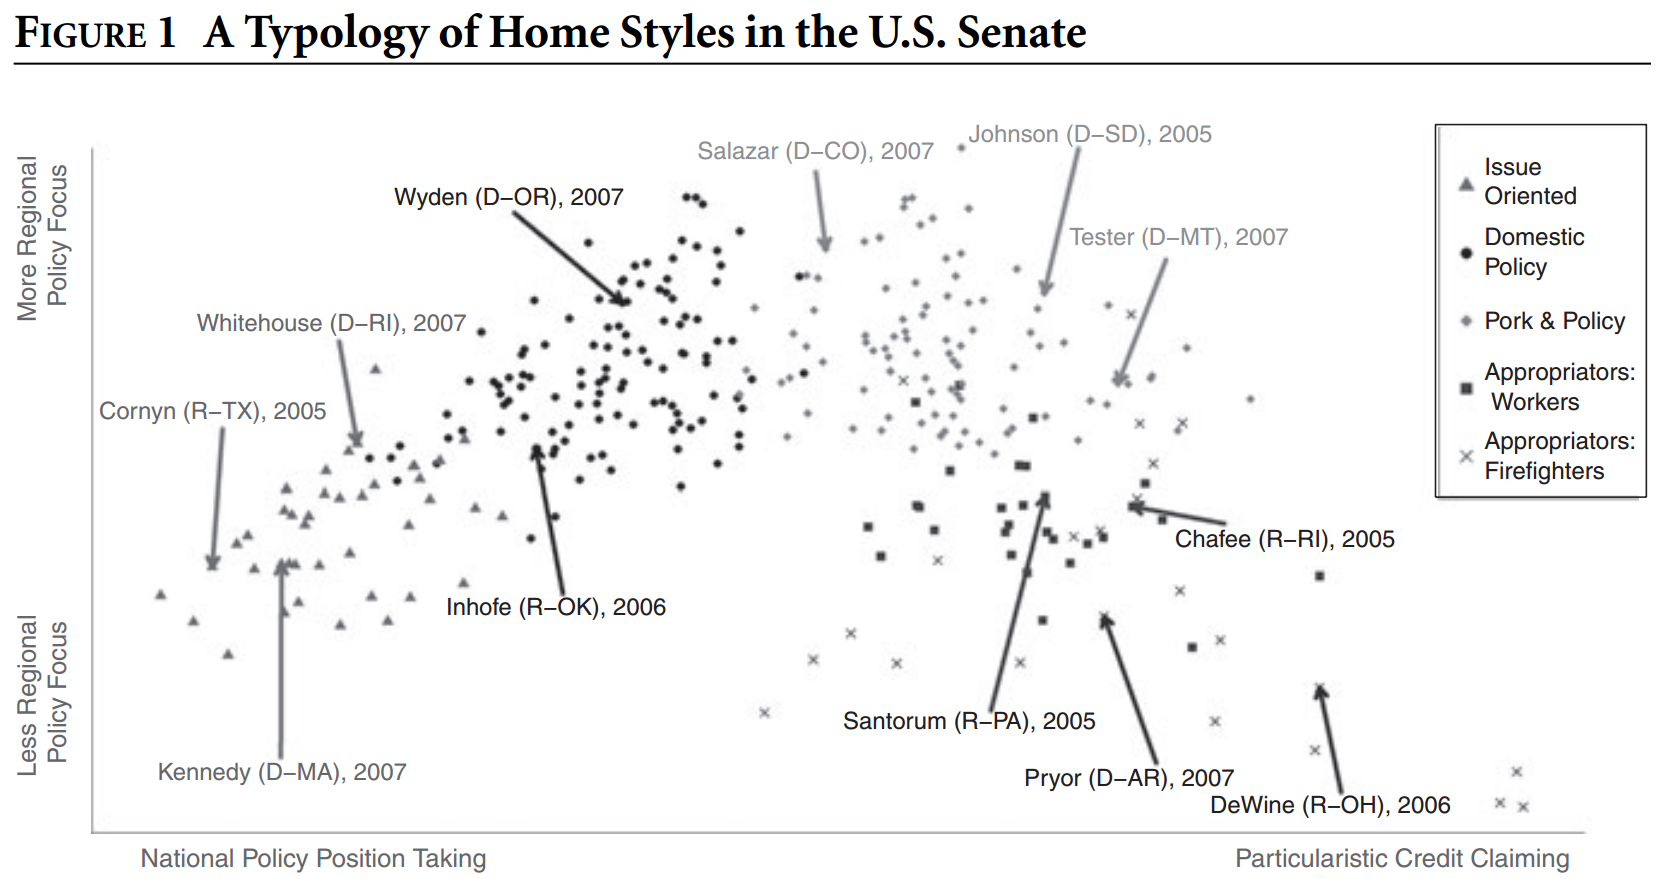 FIGURE 1 A Typology of Home Styles in the U.S. Senate
More Regional
Policy Focus
Less Regional
Policy Focus
Johnson (D–SD), 2005
Salazar (D–CO), 2007
Wyden (D–OR), 2007
Tester (D–MT), 2007
Whitehouse (D–RI), 2007
Cornyn (R–TX), 2005
Chafee (R–RI), 2005
Inhofe (R–OK), 2006
Santorum (R–PA), 2005
Kennedy (D–MA), 2007
Pryor (D–AR), 2007
DeWine (R–OH), 2006
Issue
Oriented
Domestic
Policy
Pork & Policy
Appropriators:
Workers
Appropriators:
Firefighters
National Policy Position Taking
Particularistic Credit Claiming